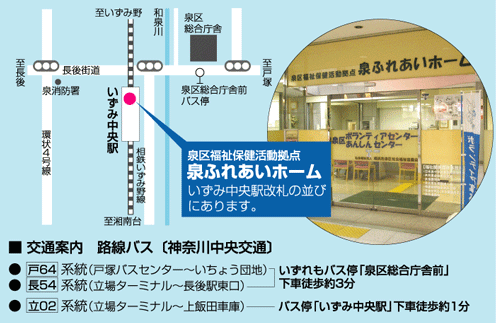 至いずみ野
和泉川
泉区
総合庁舎
至長後
長後街道
至戸塚
泉消防署
泉区総合庁舎前
バス停
いずみ中央駅
環状4号線
相鉄いずみ野線
至湘南台
泉区福祉保健活動拠点
泉ふれあいホーム
いずみ中央駅改札の並び
にあります。
泉区福祉保健活動拠点 泉ふれあいホーム
泉区 ボランティアセンター
あんしんセンター
■ 交通案内 路線バス〔神奈川中央交通〕
● 戸64 系統(戸塚バスセンター〜いちょう団地)
● 長54 系統(立場ターミナル〜長後駅東口)
いずれもバス停「泉区総合庁舎前」
下車徒歩約3分
● 立02 系統(立場ターミナル〜上飯田車庫) バス停「いずみ中央駅」下車徒歩約1分